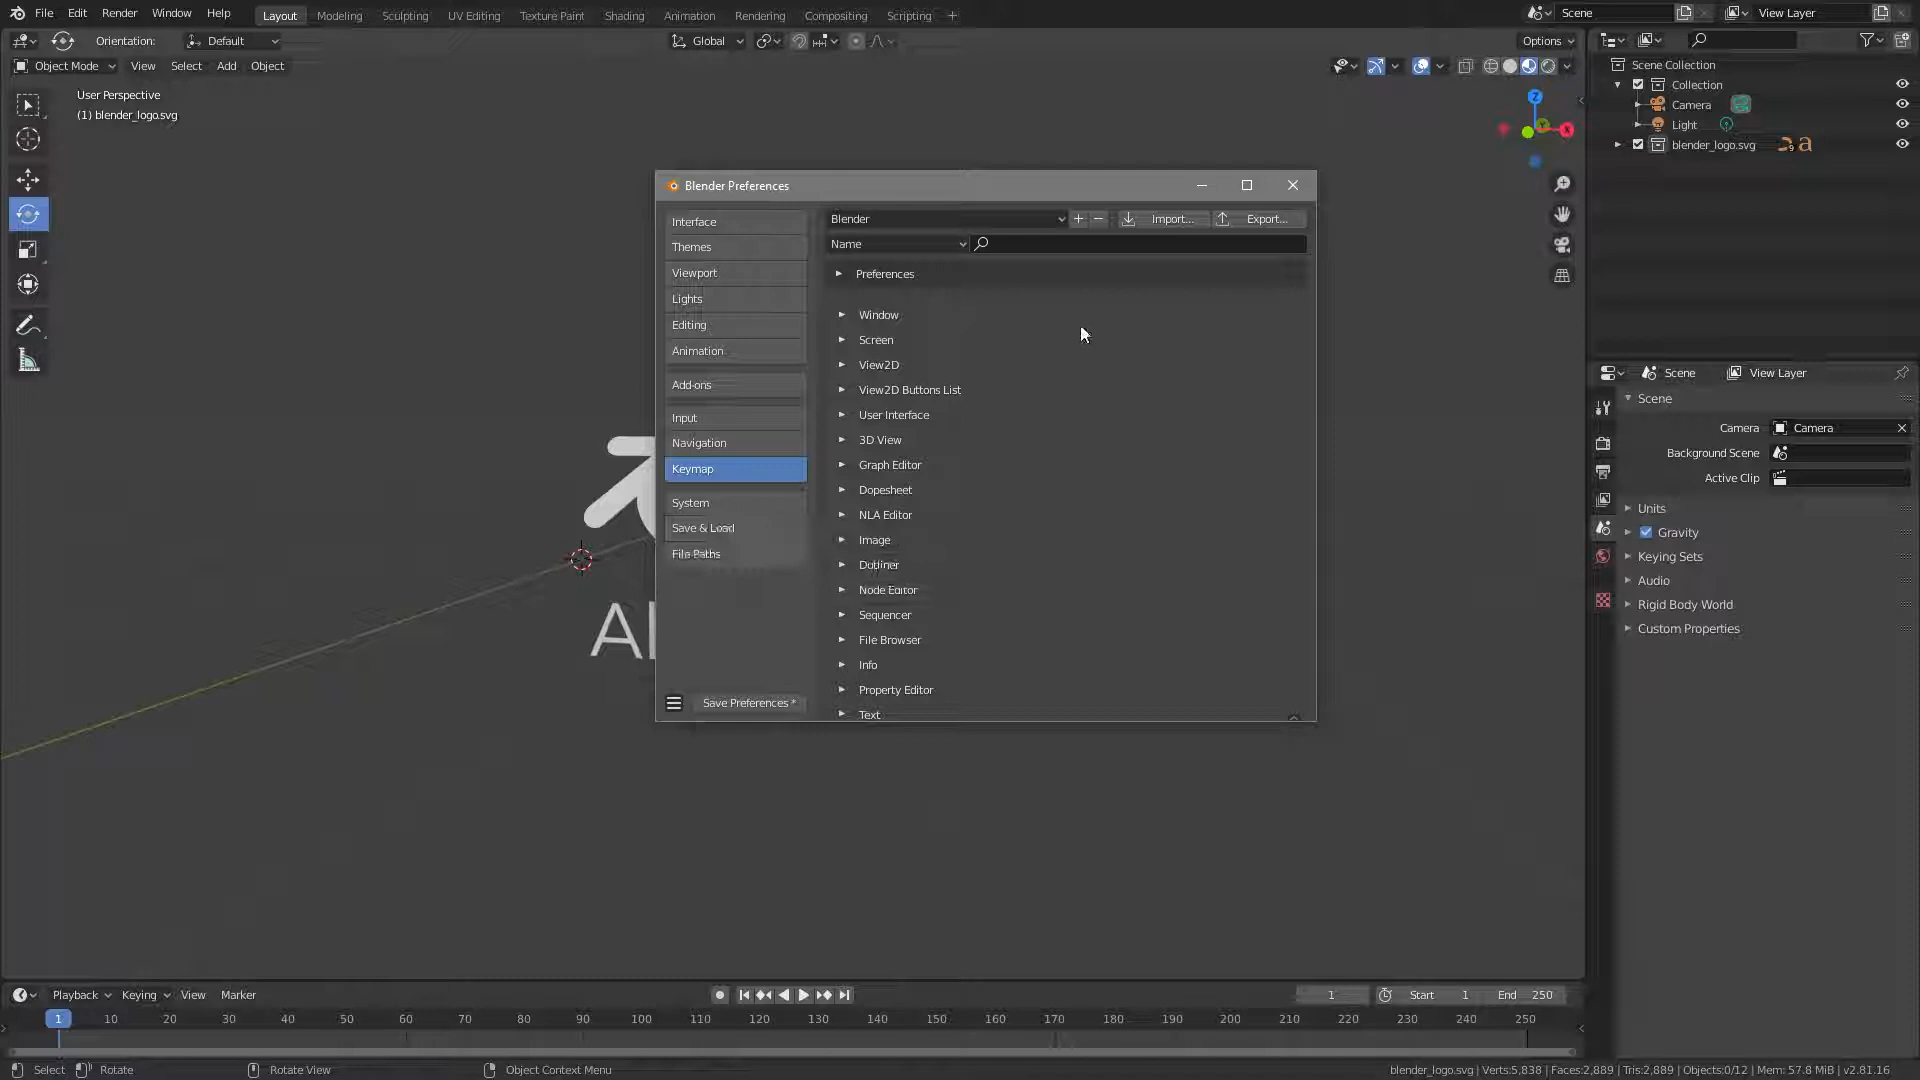 File Edit Render Window Help Layout Modeling Sculpting UV Editing Texture Paint Shading Animation Rendering Compositing Scripting + Scene View Layer
Orientation: Default Global Options
Object Mode View Select Add Object
User Perspective
(1) blender_logo.svg
Z
X
Scene Collection
Collection
Camera
Light
blender_logo.svg
Blender Preferences
Interface
Themes
Viewport
Lights
Editing
Animation
Add-ons
Input
Navigation
Keymap
System
Save & Load
File Paths
Save Preferences *
Blender Import... Export...
Name
Preferences
Window
Screen
View2D
View2D Buttons List
User Interface
3D View
Graph Editor
Dopesheet
NLA Editor
Image
Outliner
Node Editor
Sequencer
File Browser
Info
Property Editor
Text
Scene View Layer
Scene
Camera Camera
Background Scene
Active Clip
Units
Gravity
Keying Sets
Audio
Rigid Body World
Custom Properties
Playback Keying View Marker 1 Start 1 End 250
1 10 20 30 40 50 60 70 80 90 100 110 120 130 140 150 160 170 180 190 200 210 220 230 240 250
Select Rotate Rotate View Object Context Menu blender_logo.svg | Verts:5,838 | Faces:2,889 | Tris:2,889 | Objects:0/12 | Mem: 57.8 MiB | v2.81.16